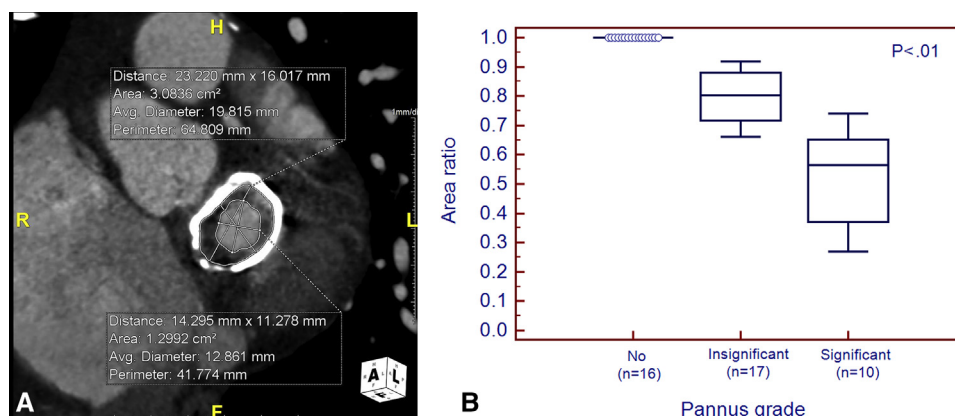 H
Distance: 23.220 mm x 16.017 mm
Area: 3.0836 cm²
Avg. Diameter: 19.815 mm
Perimeter: 64.809 mm
1mm/di
R
L
Distance: 14.295 mm x 11.278 mm
Area: 1.2992 cm²
Avg. Diameter: 12.861 mm
Perimeter: 41.774 mm
A L
F
A
P<.01
Area ratio
1.0
0.9
0.8
0.7
0.6
0.5
0.4
0.3
0.2
0.1
0.0
No Insignificant Significant
(n=16) (n=17) (n=10)
Pannus grade
B